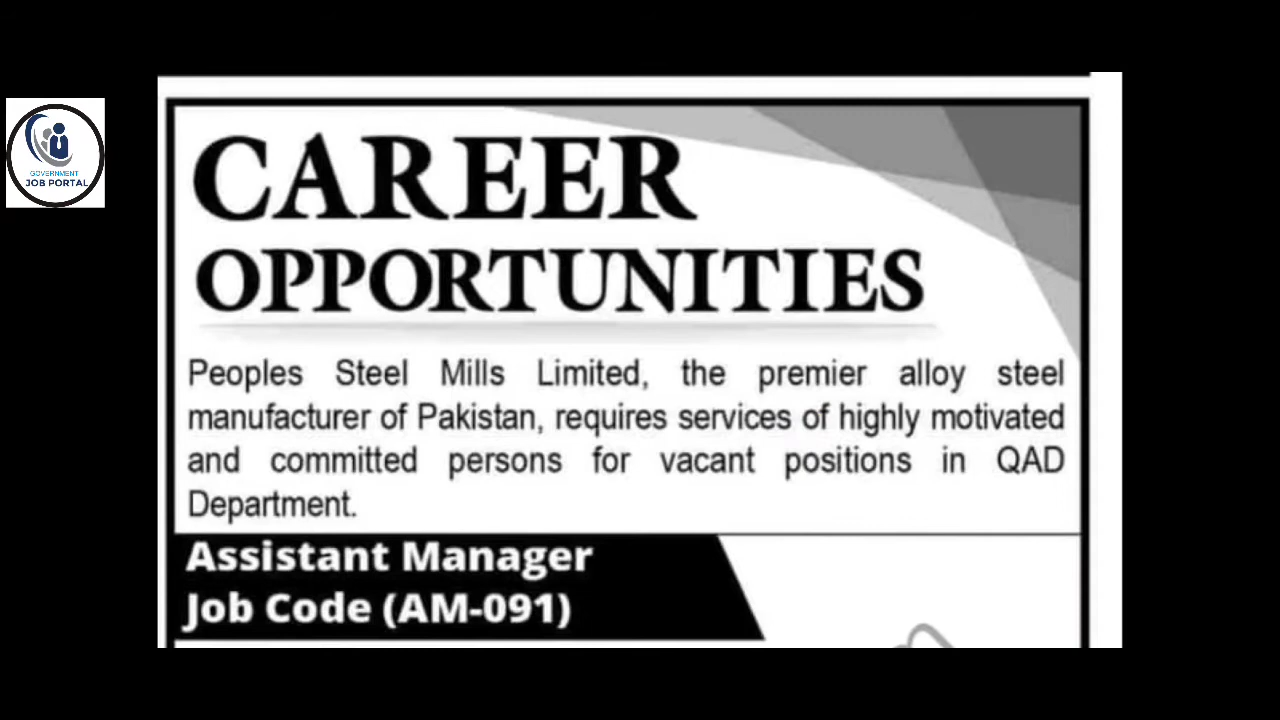 GOVERNMENT
JOB PORTAL
CAREER
OPPORTUNITIES
Peoples Steel Mills Limited, the premier alloy steel
manufacturer of Pakistan, requires services of highly motivated
and committed persons for vacant positions in QAD
Department.
Assistant Manager
Job Code (AM-091)